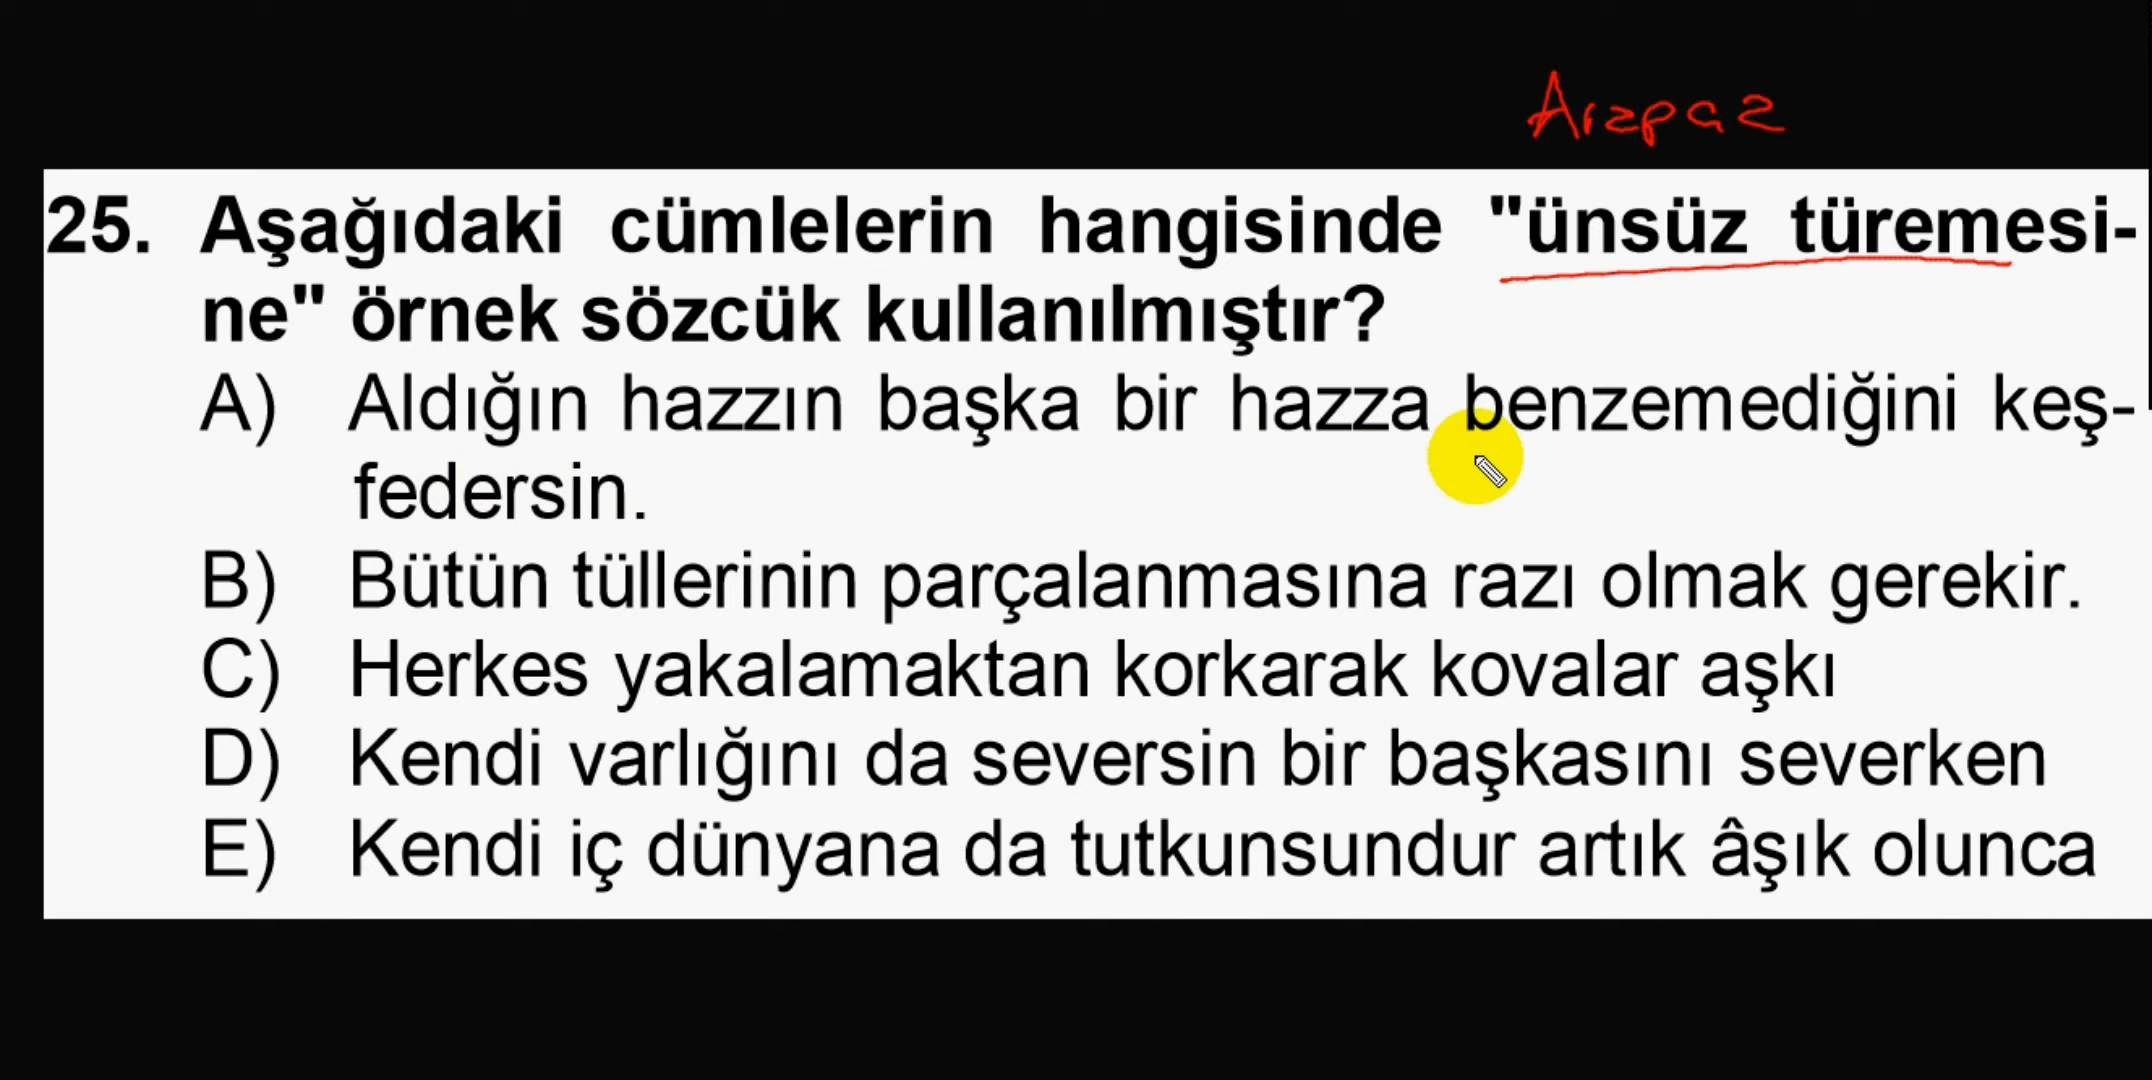 Arzpaz
25. Aşağıdaki cümlelerin hangisinde "ünsüz türemesi-
ne" örnek sözcük kullanılmıştır?
A) Aldığın hazzın başka bir hazza benzemediğini keş-
federsin.
B) Bütün tüllerinin parçalanmasına razı olmak gerekir.
C) Herkes yakalamaktan korkarak kovalar aşkı
D) Kendi varlığını da seversin bir başkasını severken
E) Kendi iç dünyana da tutkunsundur artık âşık olunca